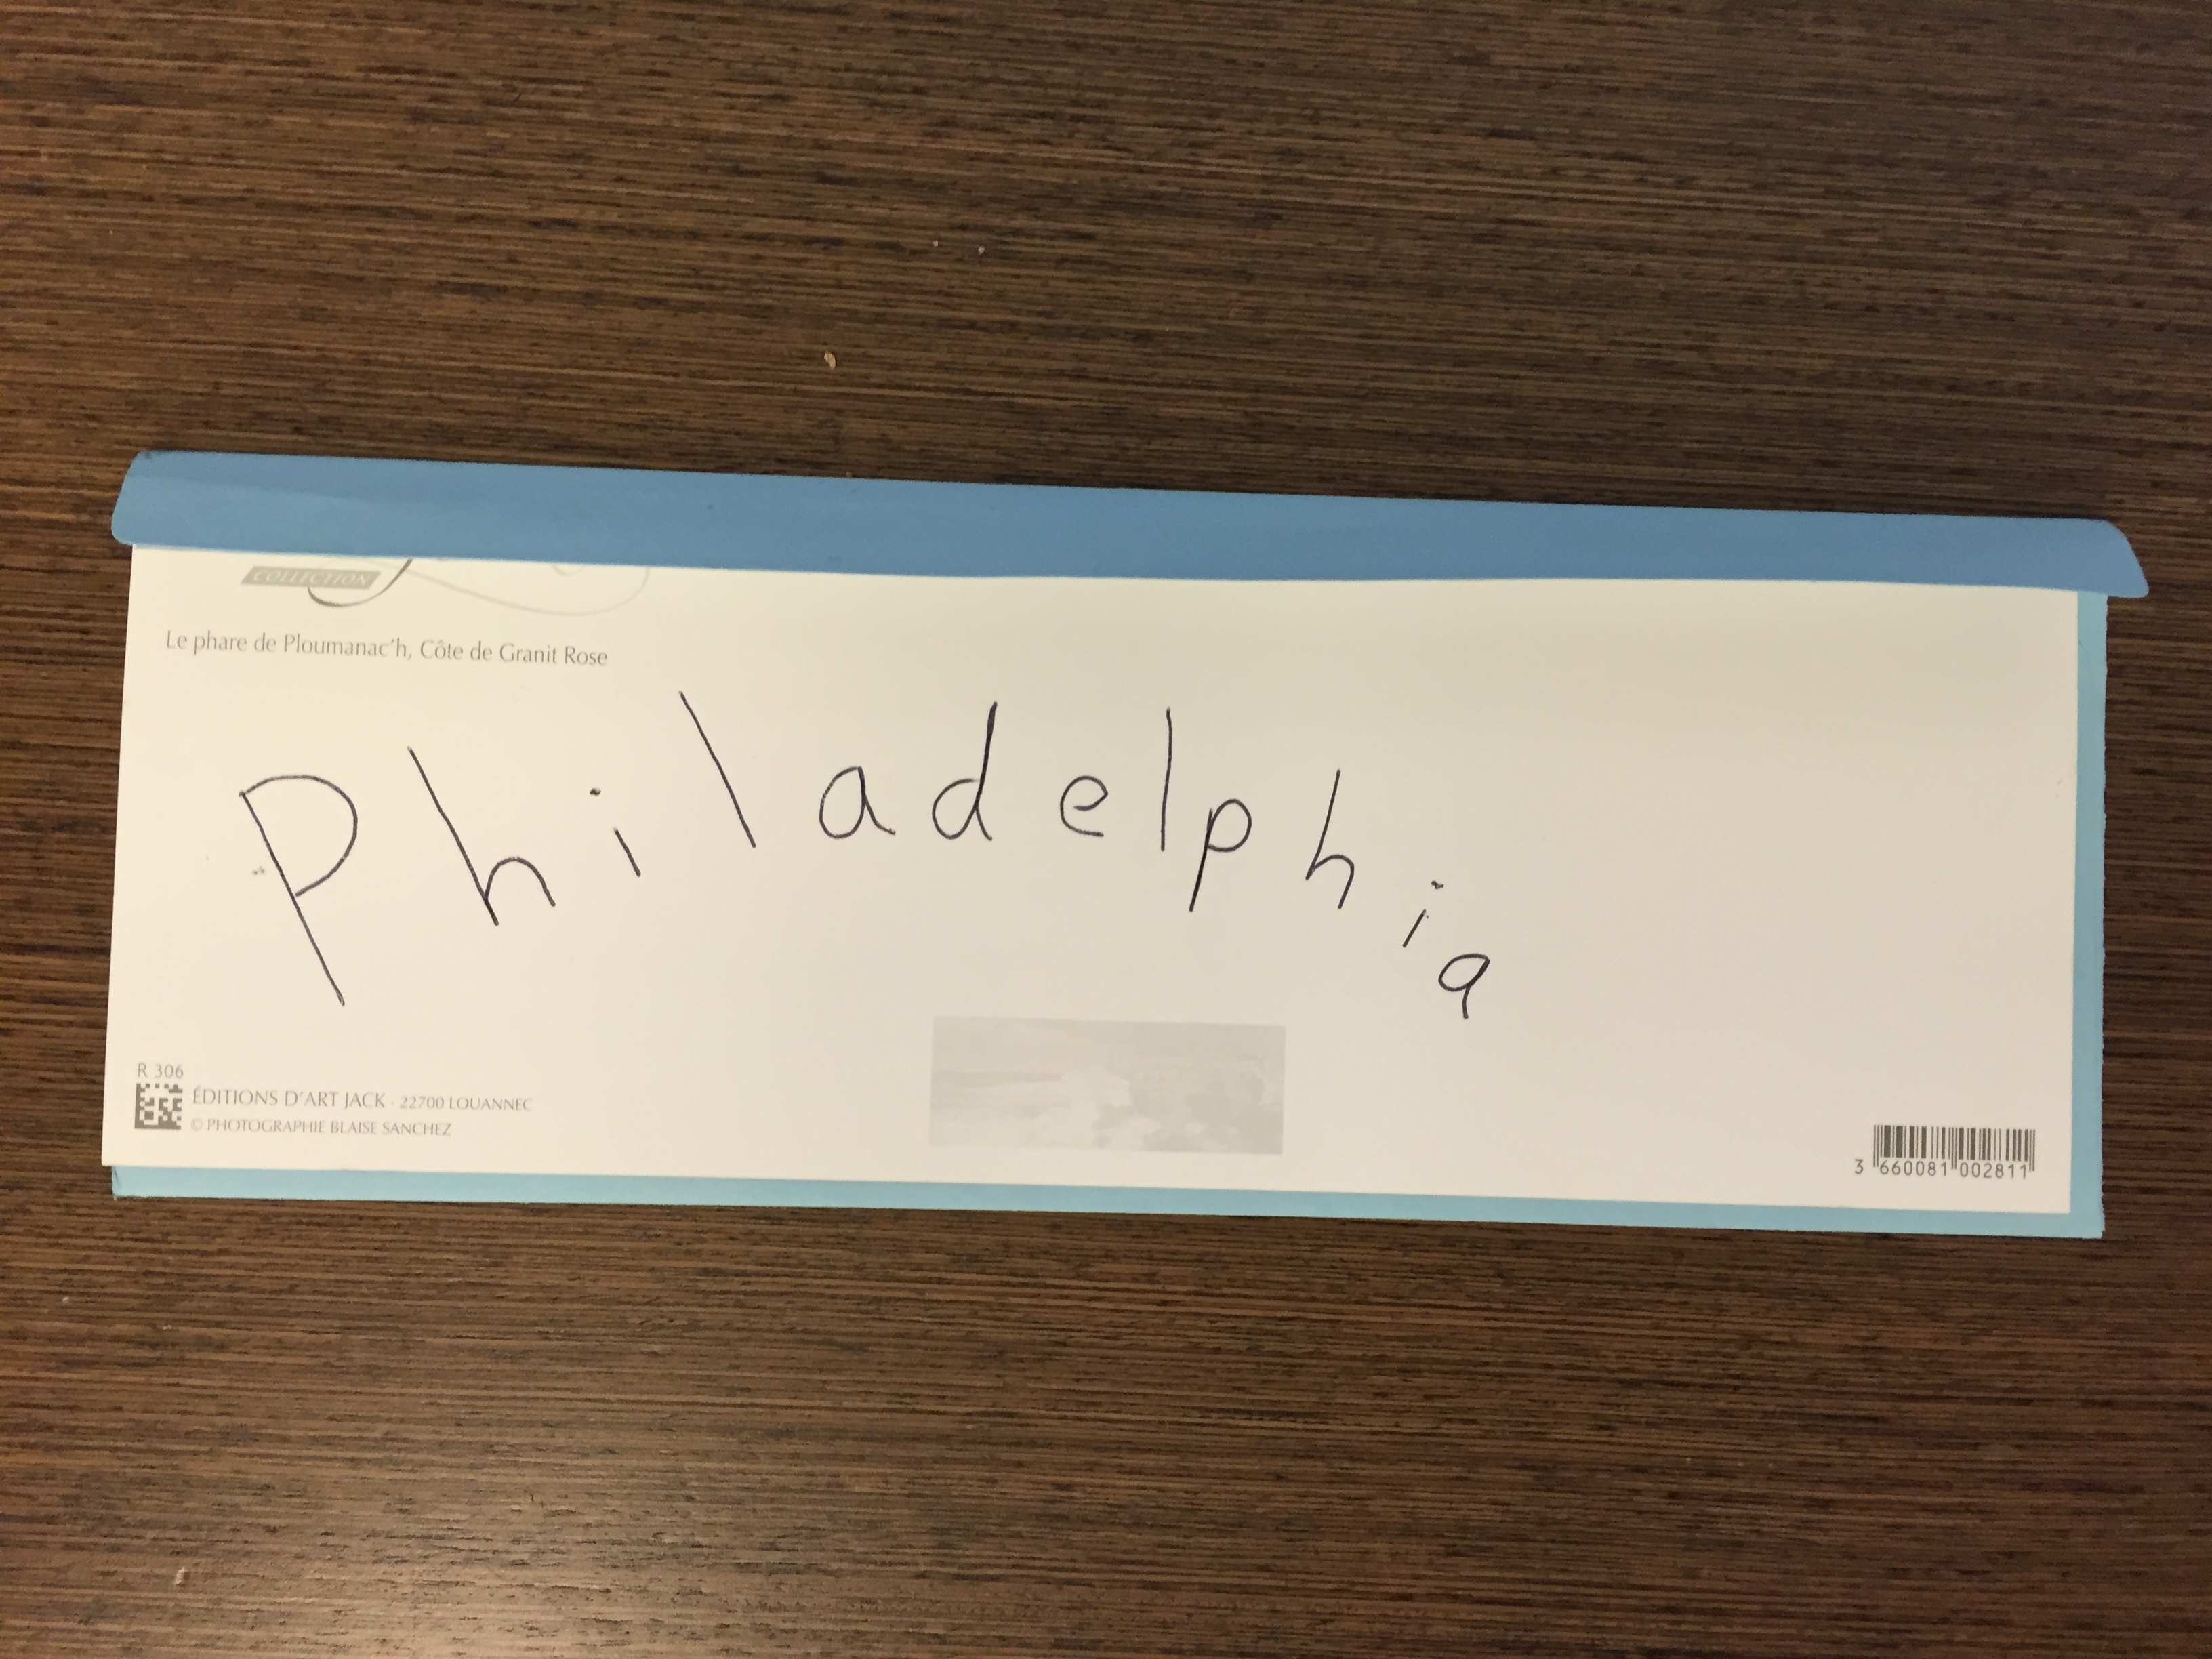 COLLECTION
Le phare de Ploumanac'h, Côte de Granit Rose
Philadelphia
R 306
ÉDITIONS D'ART JACK - 22700 LOUANNEC
© PHOTOGRAPHIE BLAISE SANCHEZ
3 660081 002811